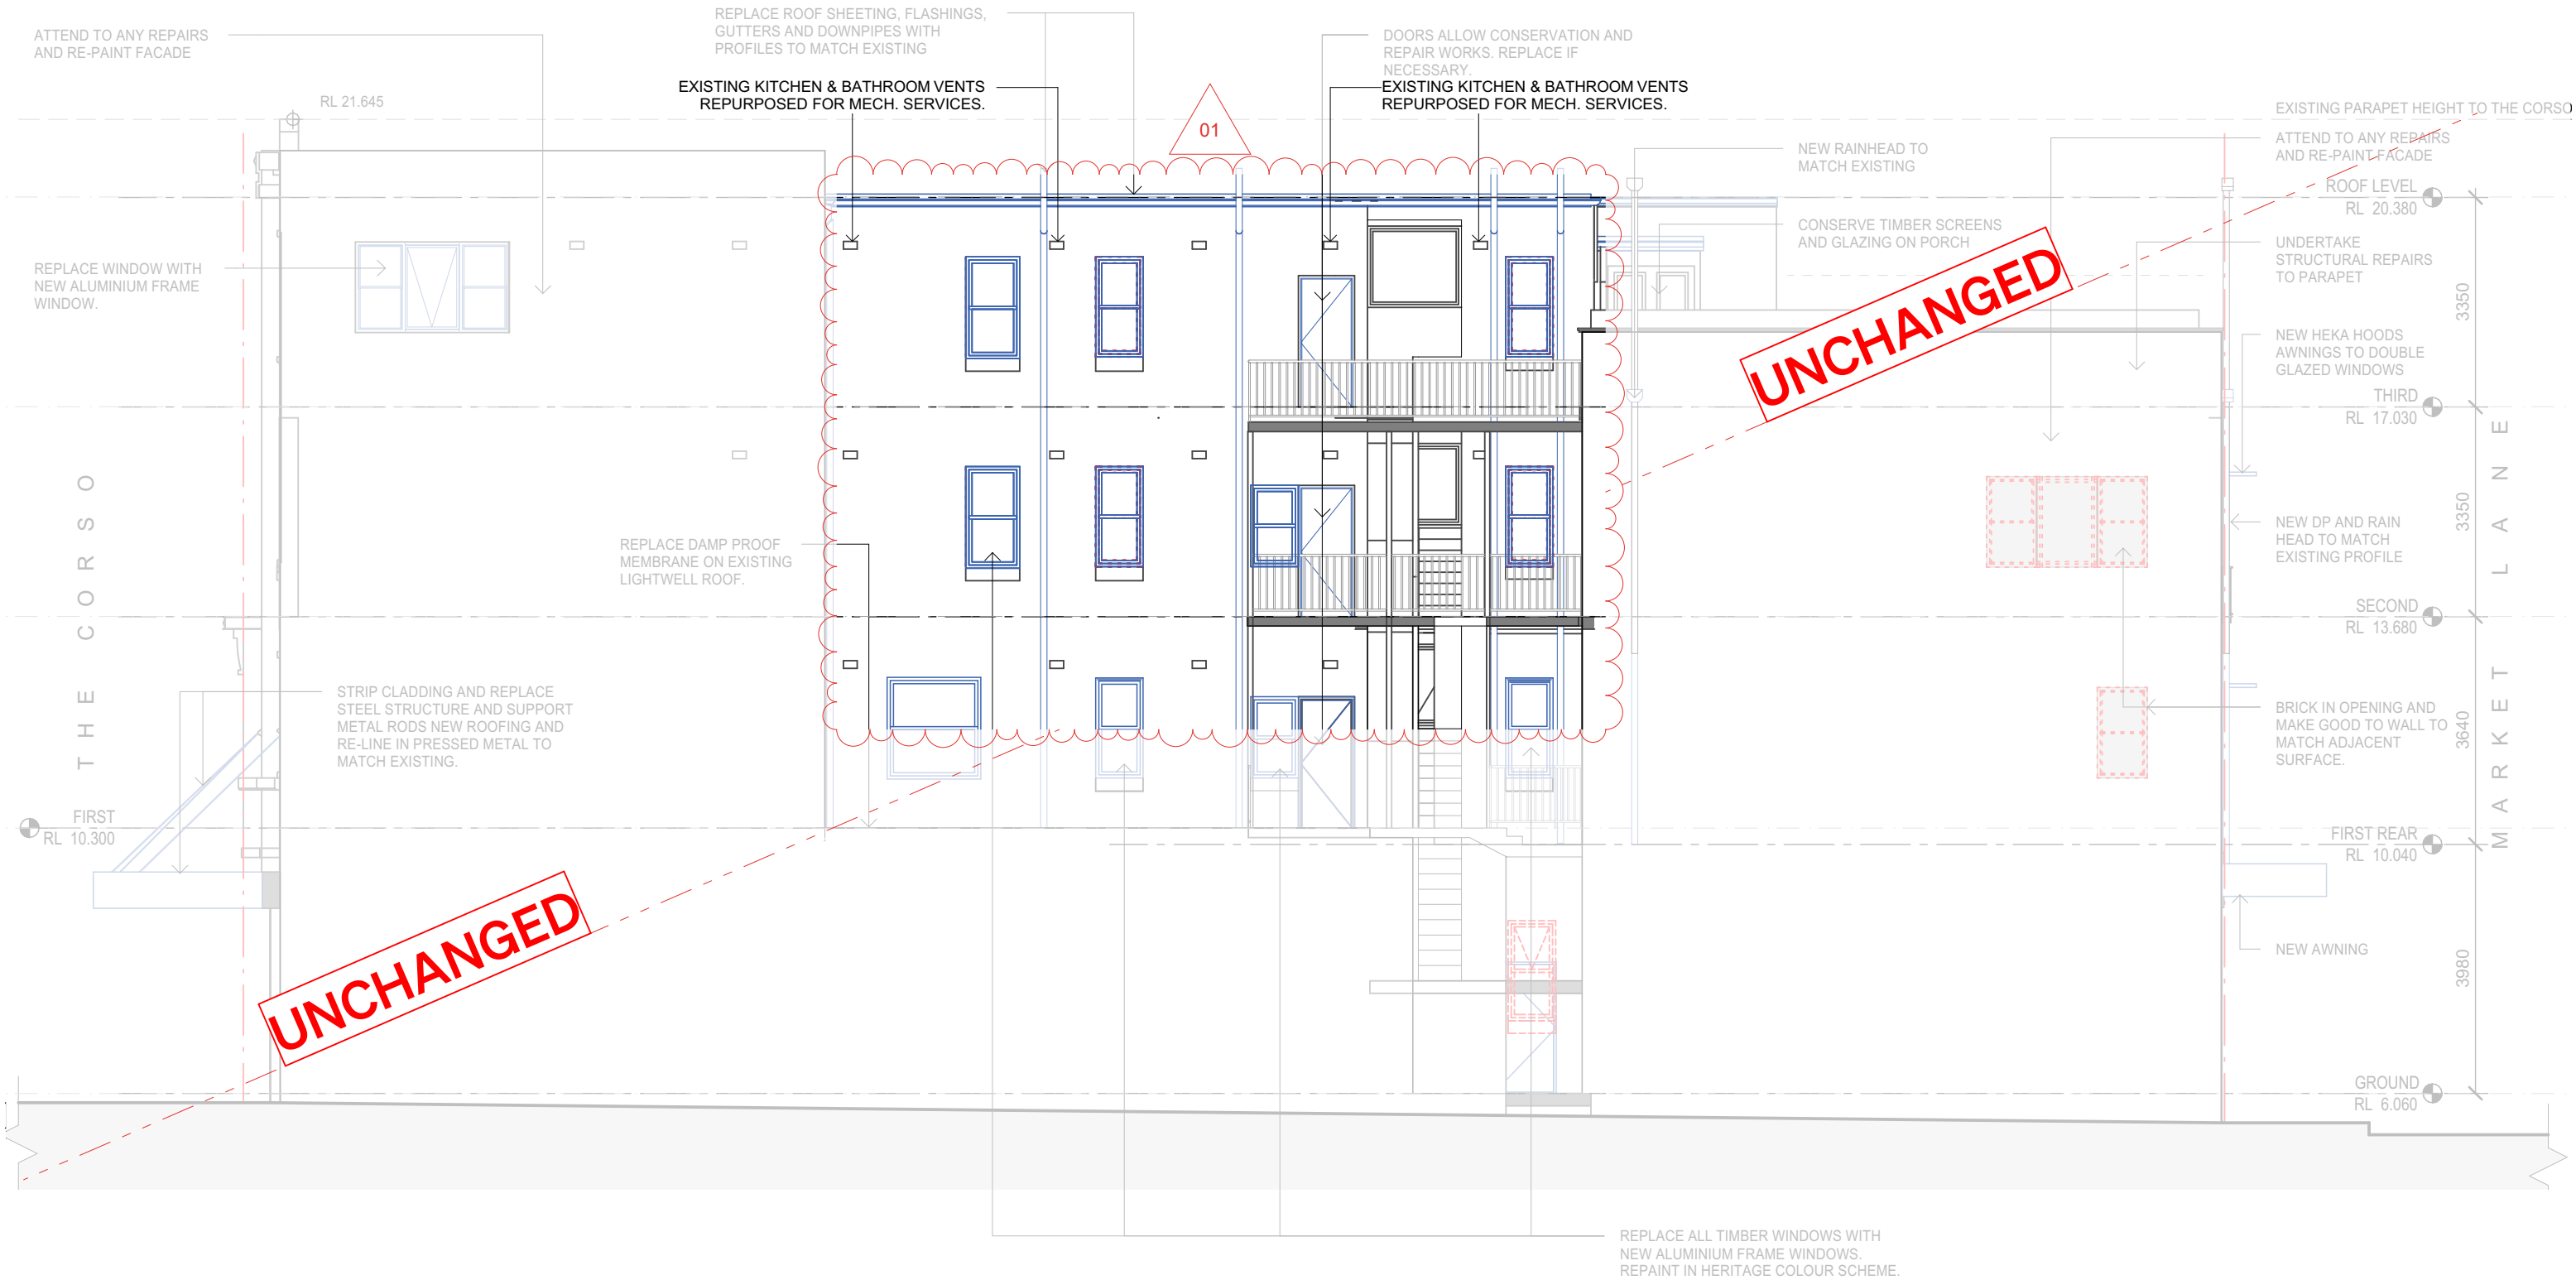 ATTEND TO ANY REPAIRS
AND RE-PAINT FACADE
REPLACE ROOF SHEETING, FLASHINGS,
GUTTERS AND DOWNPIPES WITH
PROFILES TO MATCH EXISTING
DOORS ALLOW CONSERVATION AND
REPAIR WORKS. REPLACE IF
NECESSARY.
EXISTING KITCHEN & BATHROOM VENTS
REPURPOSED FOR MECH. SERVICES.
EXISTING KITCHEN & BATHROOM VENTS
REPURPOSED FOR MECH. SERVICES.
RL 21.645
01
EXISTING PARAPET HEIGHT TO THE CORSO
ATTEND TO ANY REPAIRS
AND RE-PAINT FACADE
NEW RAINHEAD TO
MATCH EXISTING
ROOF LEVEL
RL 20.380
CONSERVE TIMBER SCREENS
AND GLAZING ON PORCH
UNDERTAKE
STRUCTURAL REPAIRS
TO PARAPET
REPLACE WINDOW WITH
NEW ALUMINIUM FRAME
WINDOW.
UNCHANGED
3350
NEW HEKA HOODS
AWNINGS TO DOUBLE
GLAZED WINDOWS
THIRD
RL 17.030
THE CORSO
MARKET LANE
3350
NEW DP AND RAIN
HEAD TO MATCH
EXISTING PROFILE
REPLACE DAMP PROOF
MEMBRANE ON EXISTING
LIGHTWELL ROOF.
SECOND
RL 13.680
STRIP CLADDING AND REPLACE
STEEL STRUCTURE AND SUPPORT
METAL RODS NEW ROOFING AND
RE-LINE IN PRESSED METAL TO
MATCH EXISTING.
BRICK IN OPENING AND
MAKE GOOD TO WALL TO
MATCH ADJACENT
SURFACE.
3640
FIRST
RL 10.300
FIRST REAR
RL 10.040
UNCHANGED
NEW AWNING
3980
GROUND
RL 6.060
REPLACE ALL TIMBER WINDOWS WITH
NEW ALUMINIUM FRAME WINDOWS.
REPAINT IN HERITAGE COLOUR SCHEME.